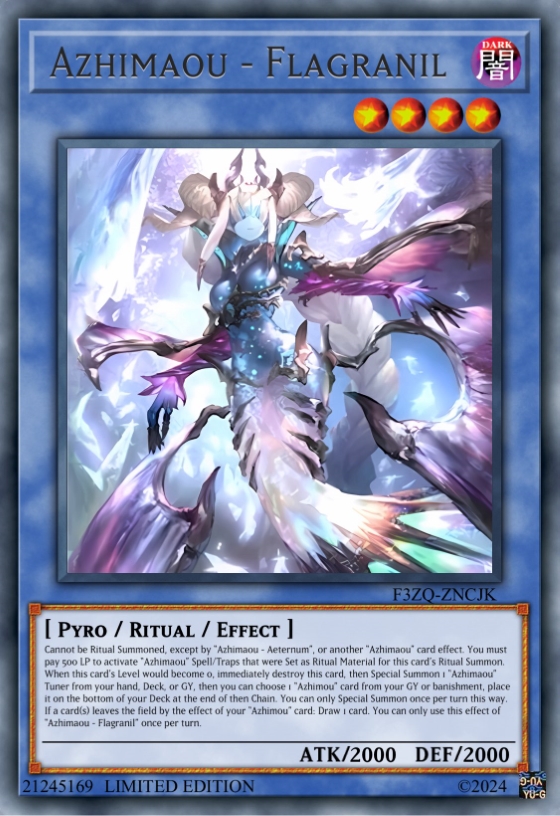 AZHIMAOU - FLAGRANIL
DARK
闇
F3ZQ-ZNCJK
[ PYRO / RITUAL / EFFECT ]
Cannot be Ritual Summoned, except by "Azhimaou - Aeternum", or another "Azhimaou" card effect. You must
pay 500 LP to activate "Azhimaou" Spell/Traps that were Set as Ritual Material for this card's Ritual Summon.
When this card's Level would become 0, immediately destroy this card, then Special Summon 1 "Azhimaou"
Tuner from your hand, Deck, or GY, then you can choose 1 "Azhimou" card from your GY or banishment, place
it on the bottom of your Deck at the end of then Chain. You can only Special Summon once per turn this way.
If a card(s) leaves the field by the effect of your "Azhimou" card: Draw 1 card. You can only use this effect of
"Azhimaou - Flagranil" once per turn.
ATK/2000 DEF/2000
21245169 LIMITED EDITION ©2024
YU-G